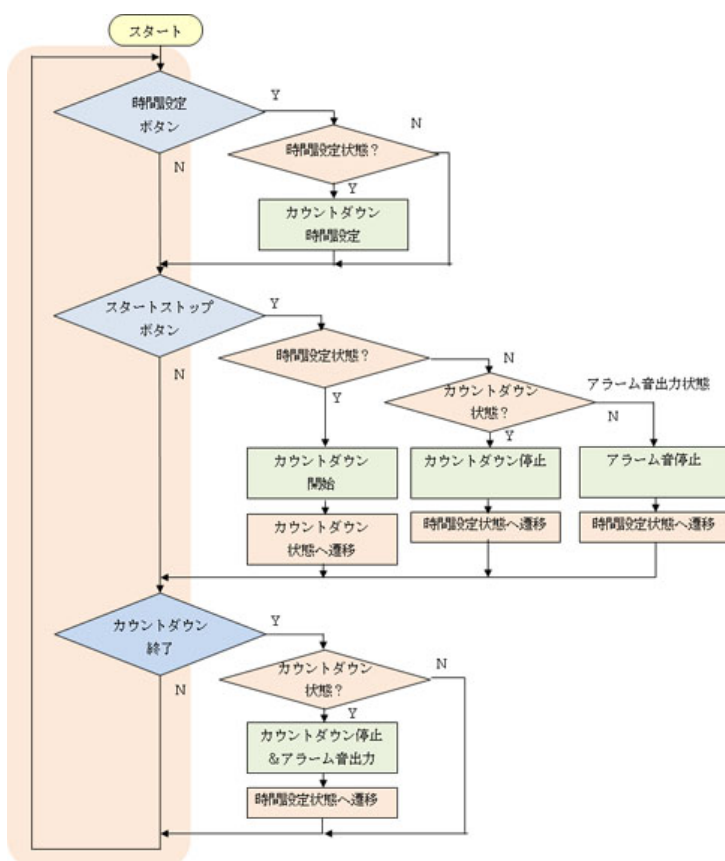 スタート
時間設定
ボタン
Y
N
時間設定状態?
N
Y
カウントダウン
時間設定
スタートストップ
ボタン
Y
N
時間設定状態?
N
Y
カウントダウン
状態?
アラーム音出力状態
N
Y
カウントダウン
開始
カウントダウン停止
アラーム音停止
カウントダウン
状態へ遷移
時間設定状態へ遷移
時間設定状態へ遷移
カウントダウン
終了
Y
N
カウントダウン
状態?
N
Y
カウントダウン停止
&アラーム音出力
時間設定状態へ遷移